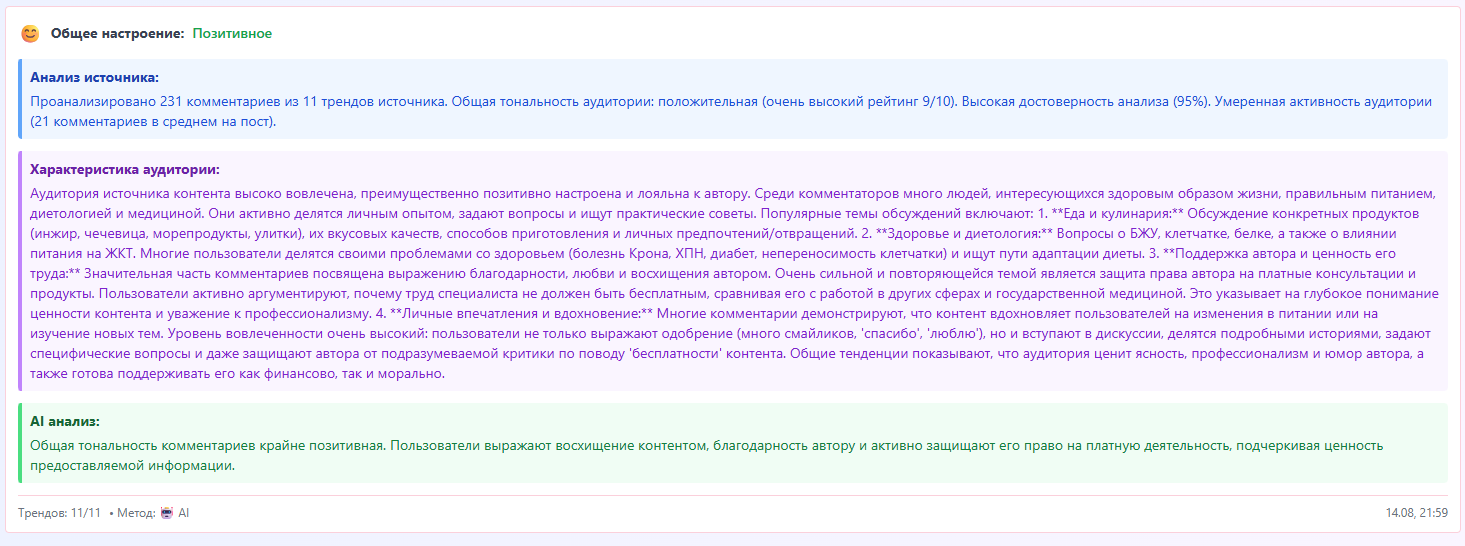 😊 Общее настроение: Позитивное
Анализ источника:
Проанализировано 231 комментариев из 11 трендов источника. Общая тональность аудитории: положительная (очень высокий рейтинг 9/10). Высокая достоверность анализа (95%). Умеренная активность аудитории
(21 комментариев в среднем на пост).
Характеристика аудитории:
Аудитория источника контента высоко вовлечена, преимущественно позитивно настроена и лояльна к автору. Среди комментаторов много людей, интересующихся здоровым образом жизни, правильным питанием,
диетологией и медициной. Они активно делятся личным опытом, задают вопросы и ищут практические советы. Популярные темы обсуждений включают: 1. **Еда и кулинария:** Обсуждение конкретных продуктов
(инжир, чечевица, морепродукты, улитки), их вкусовых качеств, способов приготовления и личных предпочтений/отвращений. 2. **Здоровье и диетология:** Вопросы о БЖУ, клетчатке, белке, а также о влиянии
питания на ЖКТ. Многие пользователи делятся своими проблемами со здоровьем (болезнь Крона, ХПН, диабет, непереносимость клетчатки) и ищут пути адаптации диеты. 3. **Поддержка автора и ценность его
труда:** Значительная часть комментариев посвящена выражению благодарности, любви и восхищения автором. Очень сильной и повторяющейся темой является защита права автора на платные консультации и
продукты. Пользователи активно аргументируют, почему труд специалиста не должен быть бесплатным, сравнивая его с работой в других сферах и государственной медициной. Это указывает на глубокое понимание
ценности контента и уважение к профессионализму. 4. **Личные впечатления и вдохновение:** Многие комментарии демонстрируют, что контент вдохновляет пользователей на изменения в питании или на
изучение новых тем. Уровень вовлеченности очень высокий: пользователи не только выражают одобрение (много смайликов, 'спасибо', 'люблю'), но и вступают в дискуссии, делятся подробными историями, задают
специфические вопросы и даже защищают автора от подразумеваемой критики по поводу 'бесплатности' контента. Общие тенденции показывают, что аудитория ценит ясность, профессионализм и юмор автора, а
также готова поддерживать его как финансово, так и морально.
AI анализ:
Общая тональность комментариев крайне позитивная. Пользователи выражают восхищение контентом, благодарность автору и активно защищают его право на платную деятельность, подчеркивая ценность
предоставляемой информации.
Трендов: 11/11 • Метод: 🤖 AI
14.08, 21:59